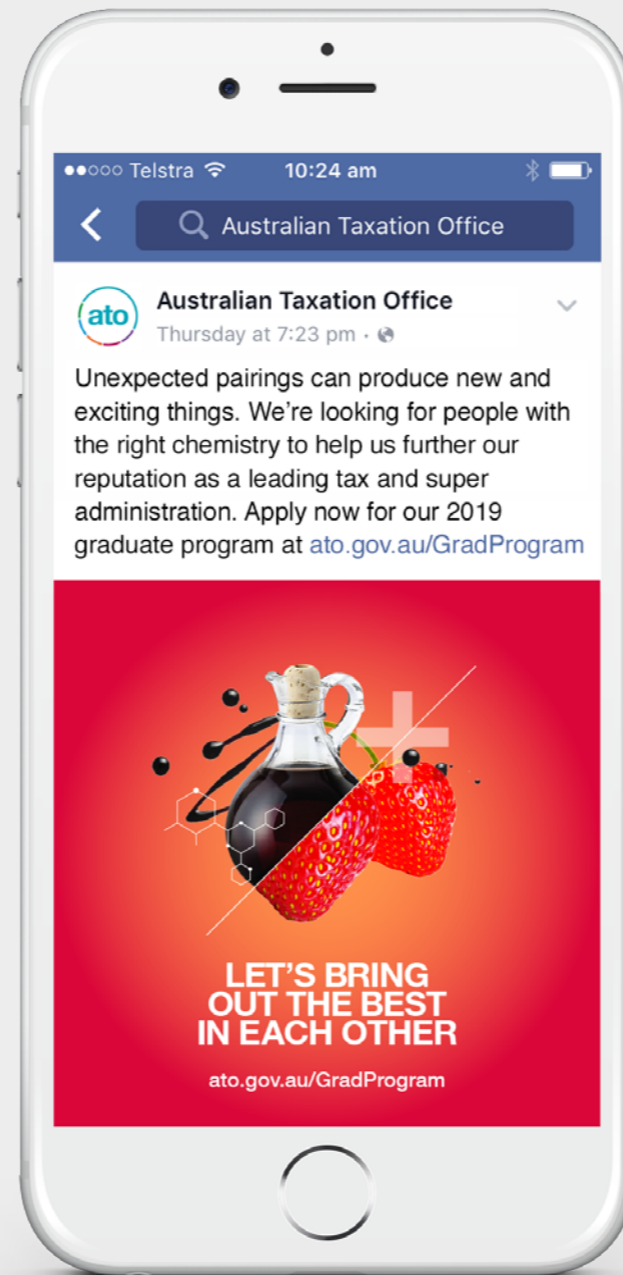 Telstra 10:24 am
Australian Taxation Office
ato
Australian Taxation Office
Thursday at 7:23 pm ·
Unexpected pairings can produce new and
exciting things. We're looking for people with
the right chemistry to help us further our
reputation as a leading tax and super
administration. Apply now for our 2019
graduate program at ato.gov.au/GradProgram
LET'S BRING
OUT THE BEST
IN EACH OTHER
ato.gov.au/GradProgram